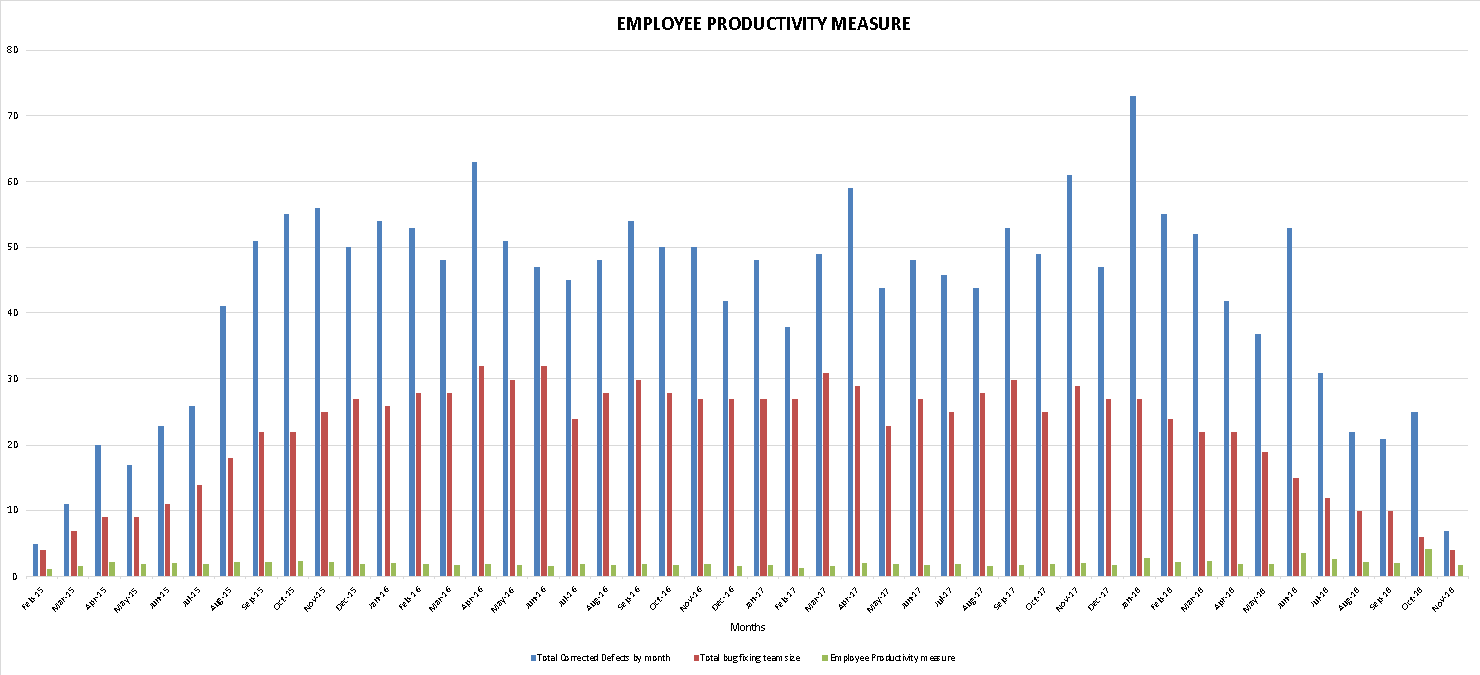 EMPLOYEE PRODUCTIVITY MEASURE
80
70
60
50
40
30
20
10
0
Feb-15 Mar-15 Apr-15 May-15 Jun-15 Jul-15 Aug-15 Sep-15 Oct-15 Nov-15 Dec-15 Jan-16 Feb-16 Mar-16 Apr-16 May-16 Jun-16 Jul-16 Aug-16 Sep-16 Oct-16 Nov-16 Dec-16 Jan-17 Feb-17 Mar-17 Apr-17 May-17 Jun-17 Jul-17 Aug-17 Sep-17 Oct-17 Nov-17 Dec-17 Jan-18 Feb-18 Mar-18 Apr-18 May-18 Jun-18 Jul-18 Aug-18 Sep-18 Oct-18 Nov-18
Months
Total Corrected Defects by month Total bug fixing team size Employee Productivity measure